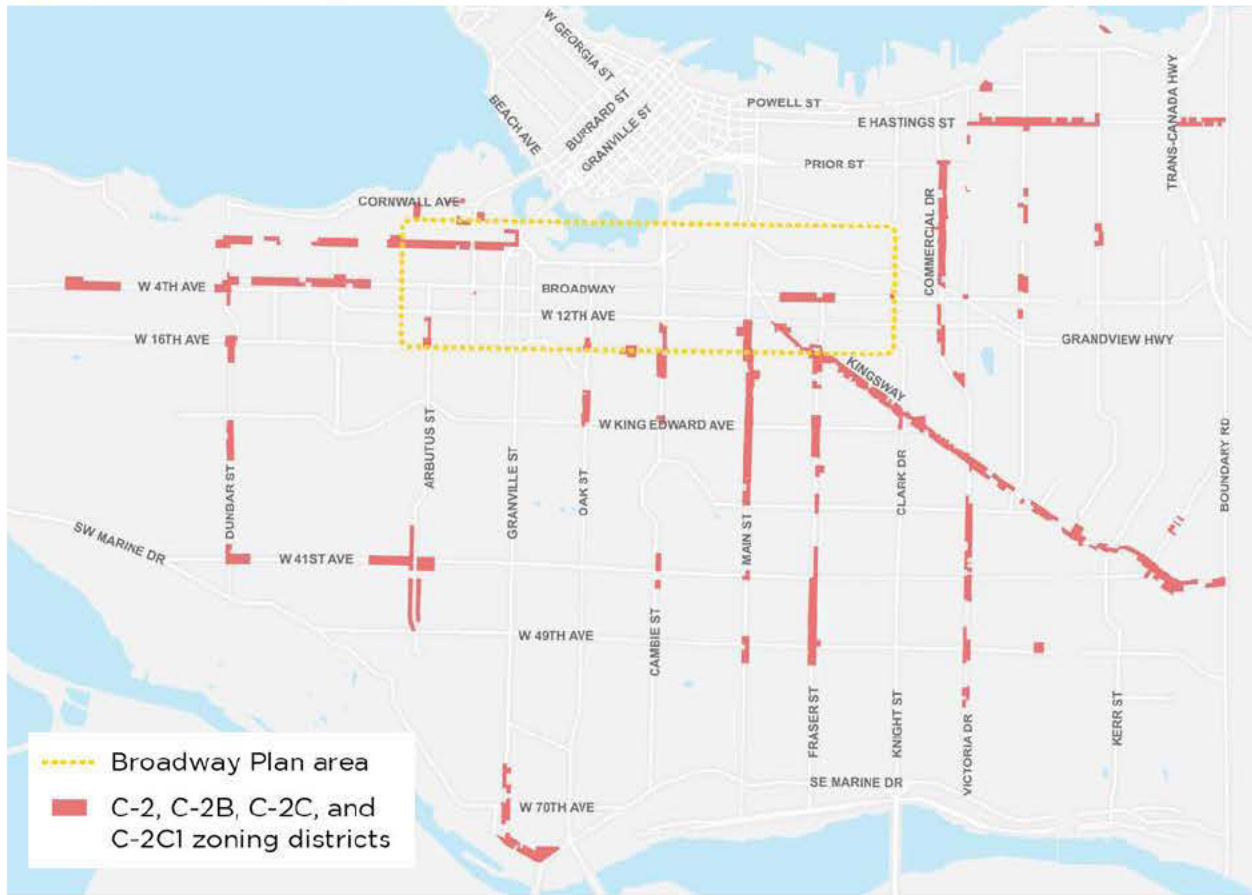 W GEORGIA ST
BEACH AVE
BURRARD ST
GRANVILLE ST
POWELL ST
E HASTINGS ST
PRIOR ST
TRANS-CANADA HWY
CORNWALL AVE
COMMERCIAL DR
W 4TH AVE
BROADWAY
W 12TH AVE
W 16TH AVE
GRANDVIEW HWY
KINGSWAY
W KING EDWARD AVE
ARBUTUS ST
GRANVILLE ST
OAK ST
DUNBAR ST
MAIN ST
CLARK DR
BOUNDARY RD
SW MARINE DR
W 41ST AVE
CAMBIE ST
W 49TH AVE
FRASER ST
KNIGHT ST
VICTORIA DR
KERR ST
SE MARINE DR
W 70TH AVE
Broadway Plan area
C-2, C-2B, C-2C, and
C-2C1 zoning districts